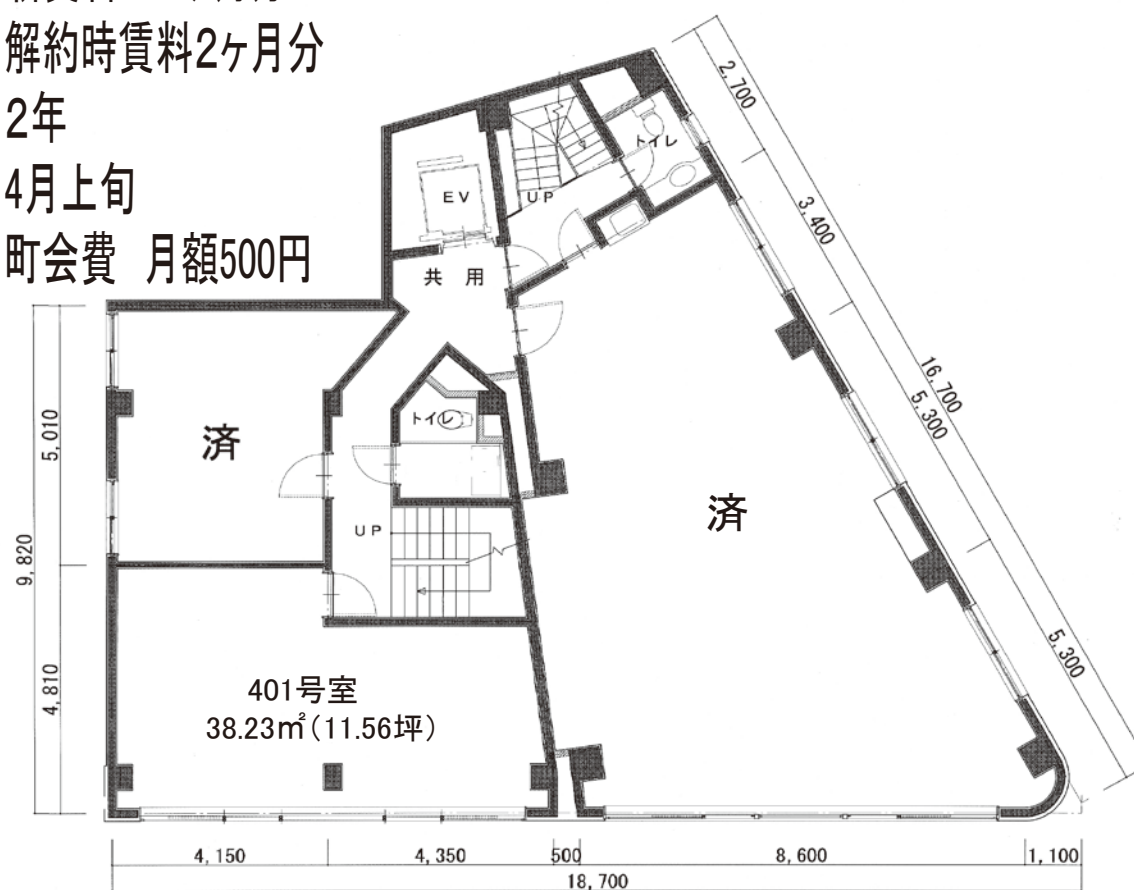 解約時賃料2ヶ月分
2年
4月上旬
町会費 月額500円
2,700
トイレ
EV
UP
3,400
共 用
16,700
5,300
5,010
済
トイレ
9,820
済
UP
5,300
4,810
401号室
38.23㎡(11.56坪)
4,150
4,350
500
8,600
1,100
18,700